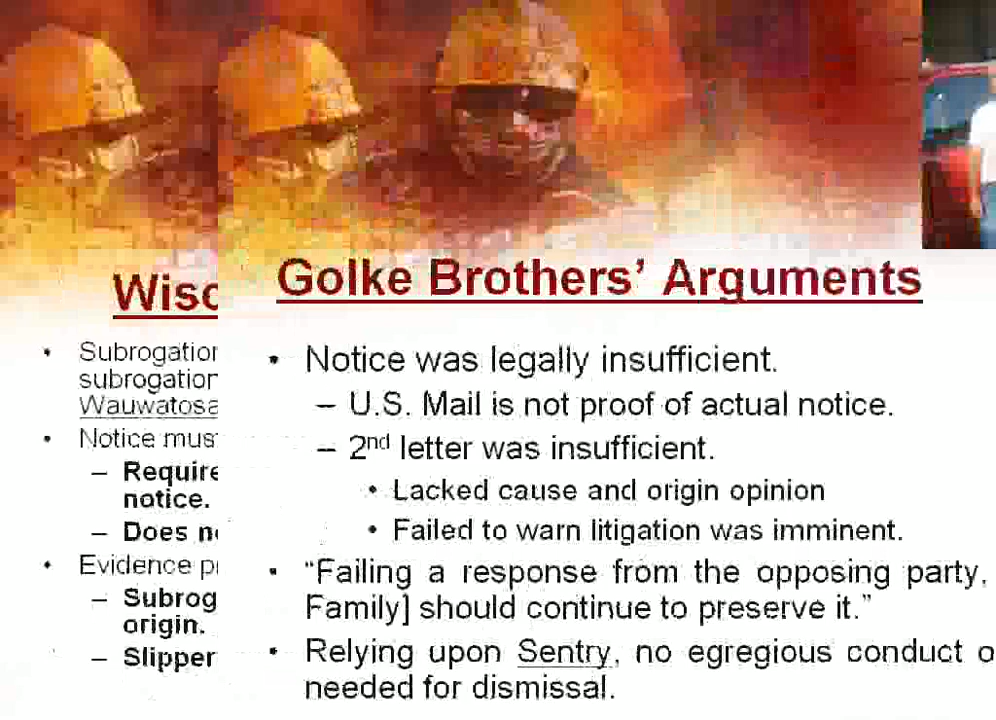 Wisc
Subrogation
subrogation
Wauwatosa
Notice mus
– Require
notice.
– Does n
Evidence p
– Subrog
origin.
– Slipper
Golke Brothers’ Arguments
• Notice was legally insufficient.
– U.S. Mail is not proof of actual notice.
– 2nd letter was insufficient.
• Lacked cause and origin opinion
• Failed to warn litigation was imminent.
• “Failing a response from the opposing party,
Family] should continue to preserve it.”
• Relying upon Sentry, no egregious conduct o
needed for dismissal.